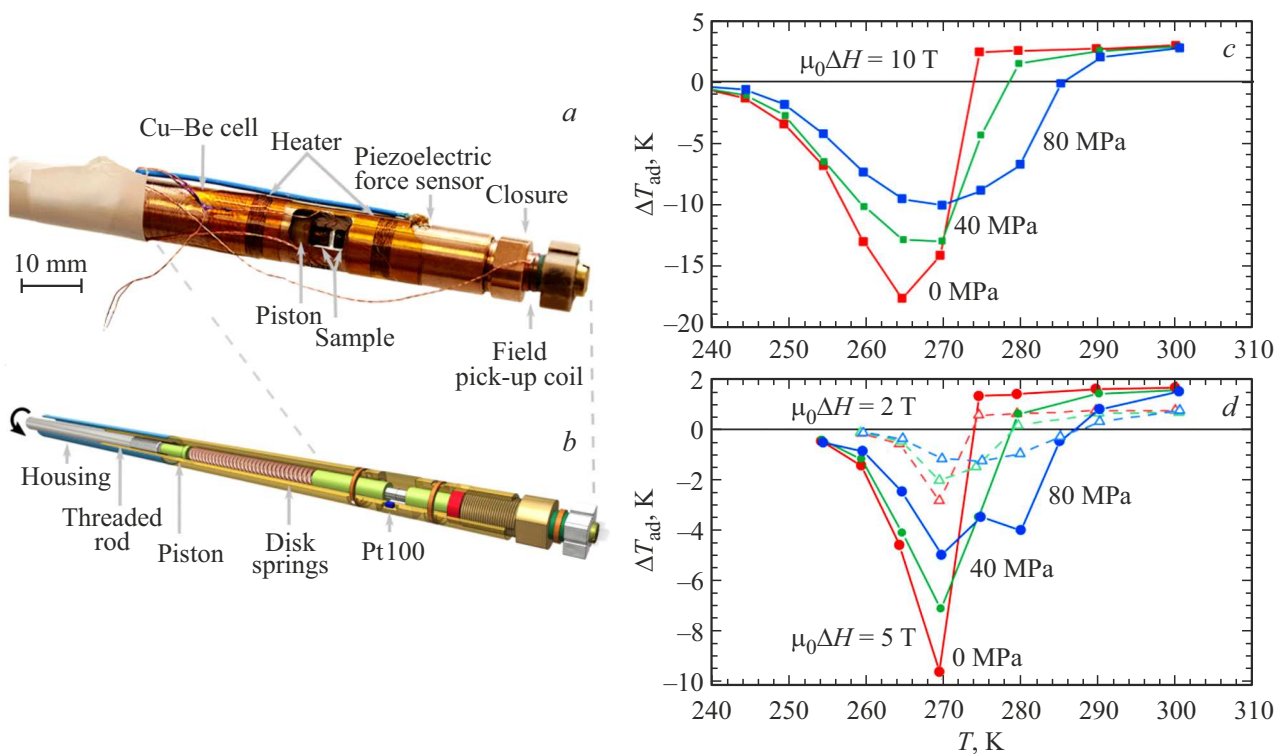 a
Cu–Be cell
Heater
Piezoelectric
force sensor
Closure
10 mm
Piston
Sample
Field
pick-up coil
b
Housing
Threaded
rod
Piston
Disk
springs
Pt100
c
μ0ΔH = 10 T
80 MPa
40 MPa
0 MPa
ΔTad, K
5
0
–5
–10
–15
–20
240 250 260 270 280 290 300 310
d
μ0ΔH = 2 T
80 MPa
40 MPa
μ0ΔH = 5 T
0 MPa
ΔTad, K
2
0
–2
–4
–6
–8
–10
240 250 260 270 280 290 300 310
T, K